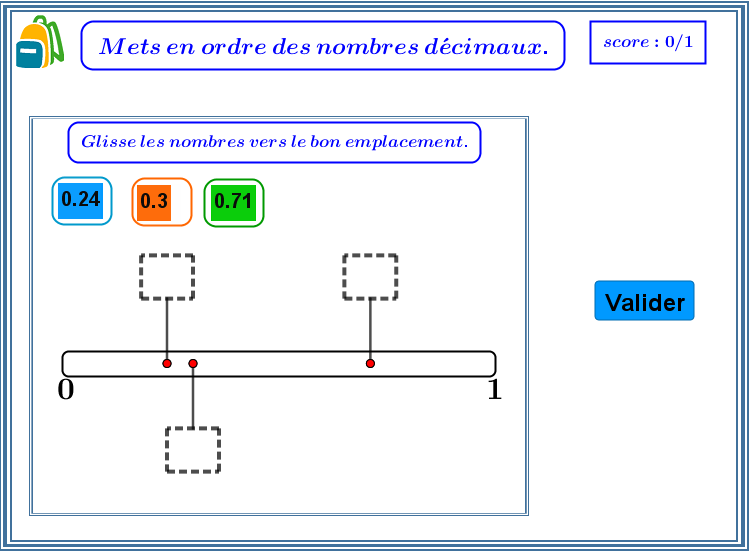 Mets en ordre des nombres décimaux.
score : 0/1
Glisse les nombres vers le bon emplacement.
0.24 0.3 0.71
Valider
0 1